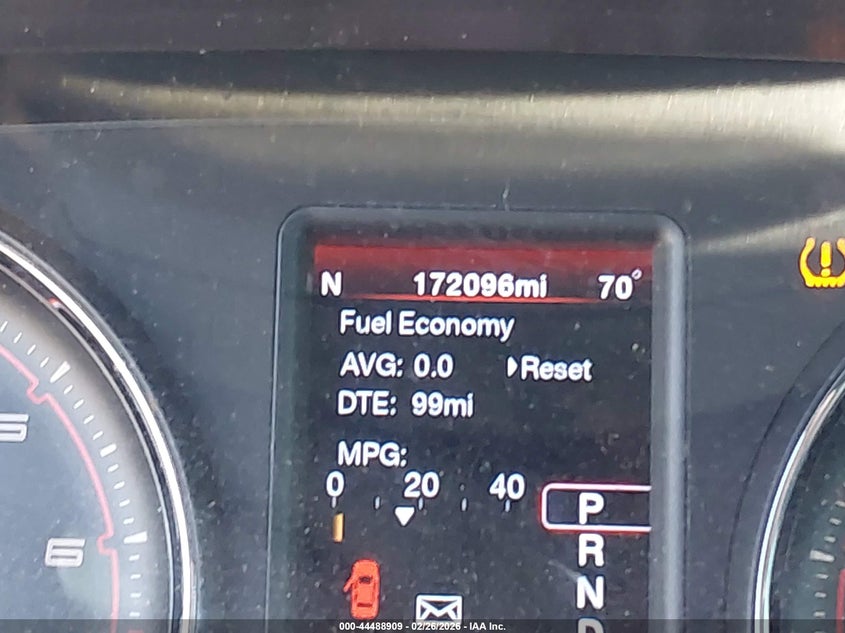 N 172096mi 70°
Fuel Economy
AVG: 0.0 Reset
DTE: 99mi
MPG:
0 20 40
P
R
N
D
5
6
000-44488909 - 02/26/2026 - IAA Inc.